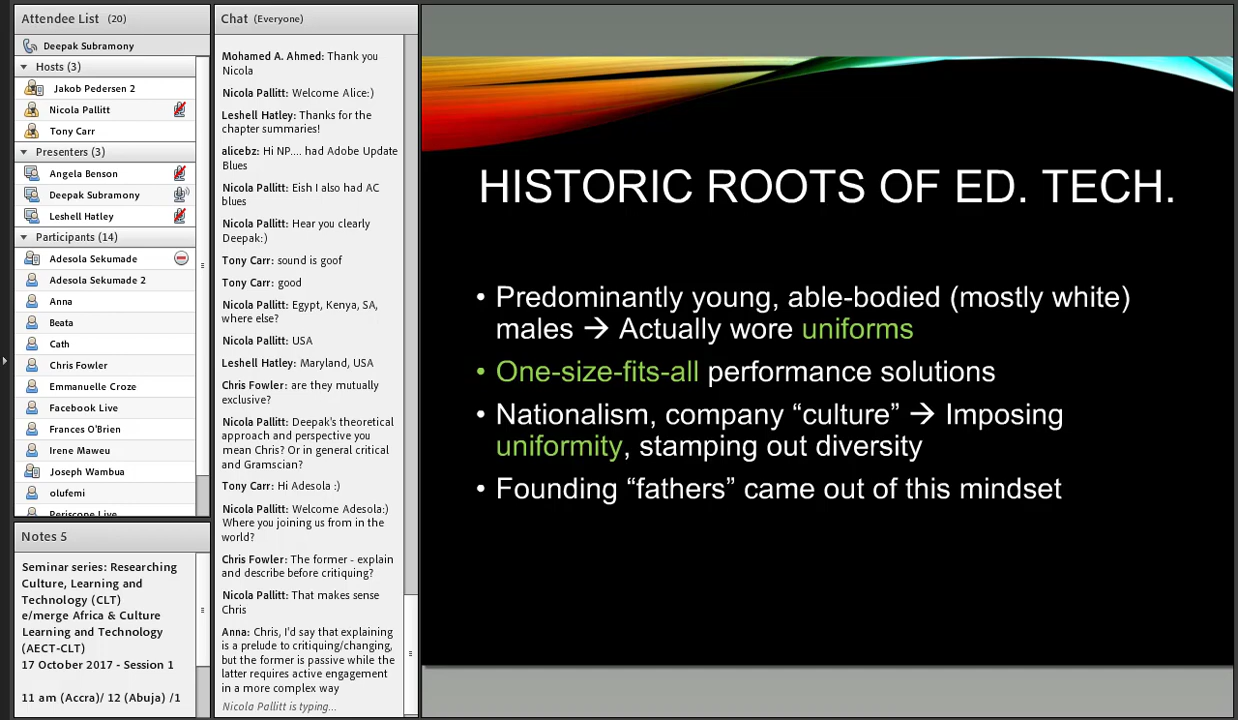 Attendee List (20)
Deepak Subramony
Hosts (3)
Jakob Pedersen 2
Nicola Pallitt
Tony Carr
Presenters (3)
Angela Benson
Deepak Subramony
Leshell Hatley
Participants (14)
Adesola Sekumade
Adesola Sekumade 2
Anna
Beata
Cath
Chris Fowler
Emmanuelle Croze
Facebook Live
Frances O'Brien
Irene Maweu
Joseph Wambua
olufemi
Periscope Live
Notes 5
Seminar series: Researching
Culture, Learning and
Technology (CLT)
e/merge Africa & Culture
Learning and Technology
(AECT-CLT)
17 October 2017 - Session 1
11 am (Accra)/ 12 (Abuja) /1
Chat (Everyone)
Mohamed A. Ahmed: Thank you
Nicola
Nicola Pallitt: Welcome Alice:)
Leshell Hatley: Thanks for the
chapter summaries!
alicebz: Hi NP.... had Adobe Update
Blues
Nicola Pallitt: Eish I also had AC
blues
Nicola Pallitt: Hear you clearly
Deepak:)
Tony Carr: sound is goof
Tony Carr: good
Nicola Pallitt: Egypt, Kenya, SA,
where else?
Nicola Pallitt: USA
Leshell Hatley: Maryland, USA
Chris Fowler: are they mutually
exclusive?
Nicola Pallitt: Deepak's theoretical
approach and perspective you
mean Chris? Or in general critical
and Gramscian?
Tony Carr: Hi Adesola :)
Nicola Pallitt: Welcome Adesola:)
Where you joining us from in the
world?
Chris Fowler: The former - explain
and describe before critiquing?
Nicola Pallitt: That makes sense
Chris
Anna: Chris, I'd say that explaining
is a prelude to critiquing/changing,
but the former is passive while the
latter requires active engagement
in a more complex way
Nicola Pallitt is typing...
HISTORIC ROOTS OF ED. TECH.
• Predominantly young, able-bodied (mostly white)
males → Actually wore uniforms
• One-size-fits-all performance solutions
• Nationalism, company “culture” → Imposing
uniformity, stamping out diversity
• Founding “fathers” came out of this mindset